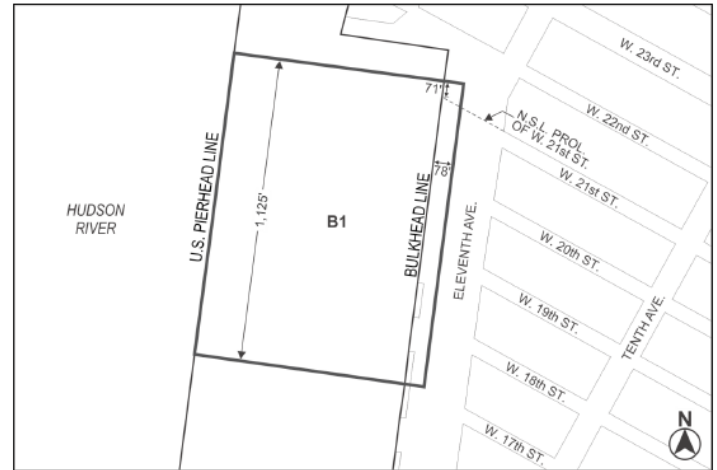 W. 23rd ST.
W. 22nd ST.
71'
N.S.L. PROL.
OF W. 21st ST.
W. 21st ST.
78'
U.S. PIERHEAD LINE
1,125'
HUDSON
RIVER
B1
BULKHEAD LINE
ELEVENTH AVE.
W. 20th ST.
W. 19th ST.
TENTH AVE.
W. 18th ST.
W. 17th ST.
N